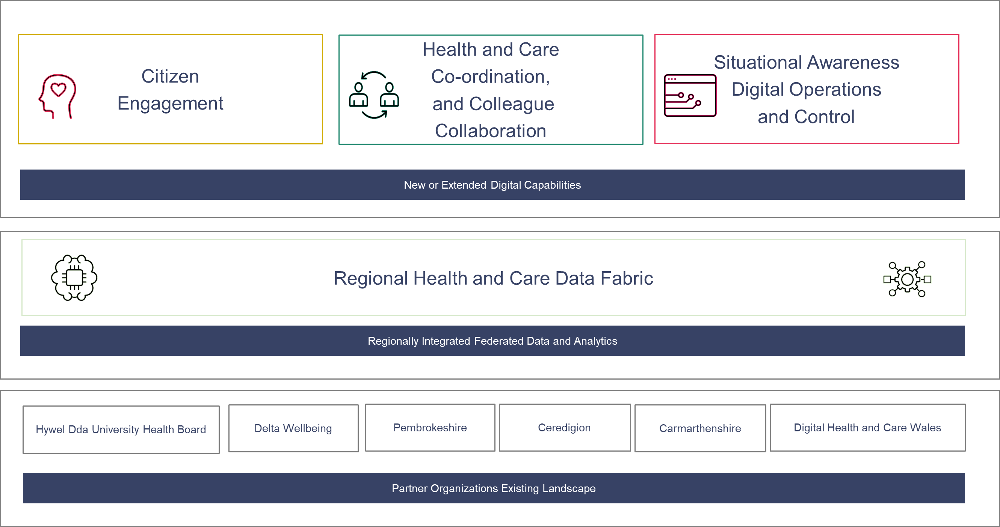 Citizen
Engagement
Health and Care
Co-ordination,
and Colleague
Collaboration
Situational Awareness
Digital Operations
and Control
New or Extended Digital Capabilities
Regional Health and Care Data Fabric
Regionally Integrated Federated Data and Analytics
Hywel Dda University Health Board
Delta Wellbeing
Pembrokeshire
Ceredigion
Carmarthenshire
Digital Health and Care Wales
Partner Organizations Existing Landscape